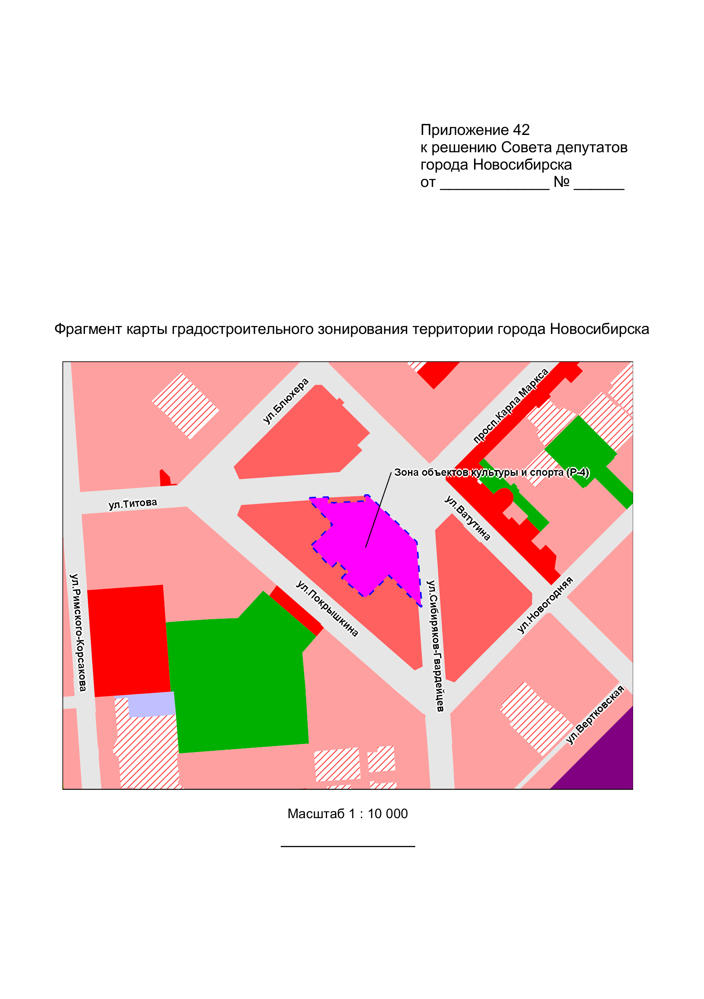 Приложение 42
к решению Совета депутатов
города Новосибирска
от _____________ № ______
Фрагмент карты градостроительного зонирования территории города Новосибирска
ул.Блюхера
просп.Карла Маркса
Зона объектов культуры и спорта (Р-4)
ул.Титова
ул.Ватутина
ул.Римского-Корсакова
ул.Покрышкина
ул.Сибиряков-Гвардейцев
ул.Новогодняя
ул.Вертковская
Масштаб 1 : 10 000